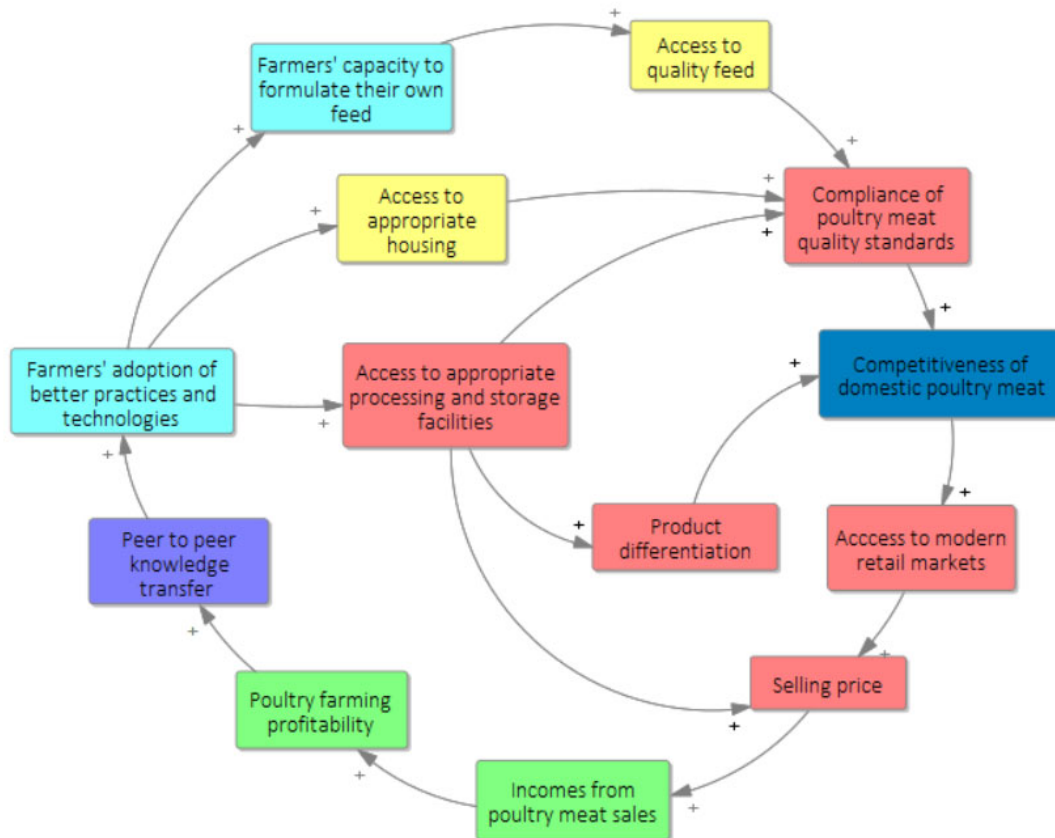 Farmers' capacity to
formulate their own
feed
+
+
Access to
quality feed
+
Access to
appropriate
housing
+
+
+
Compliance of
poultry meat
quality standards
Farmers' adoption of
better practices and
technologies
+
+
Access to appropriate
processing and storage
facilities
+
+
Competitiveness of
domestic poultry meat
+
Product
differentiation
+
Acccess to modern
retail markets
Peer to peer
knowledge
transfer
+
+
Selling price
+
Poultry farming
profitability
+
Incomes from
poultry meat sales
+